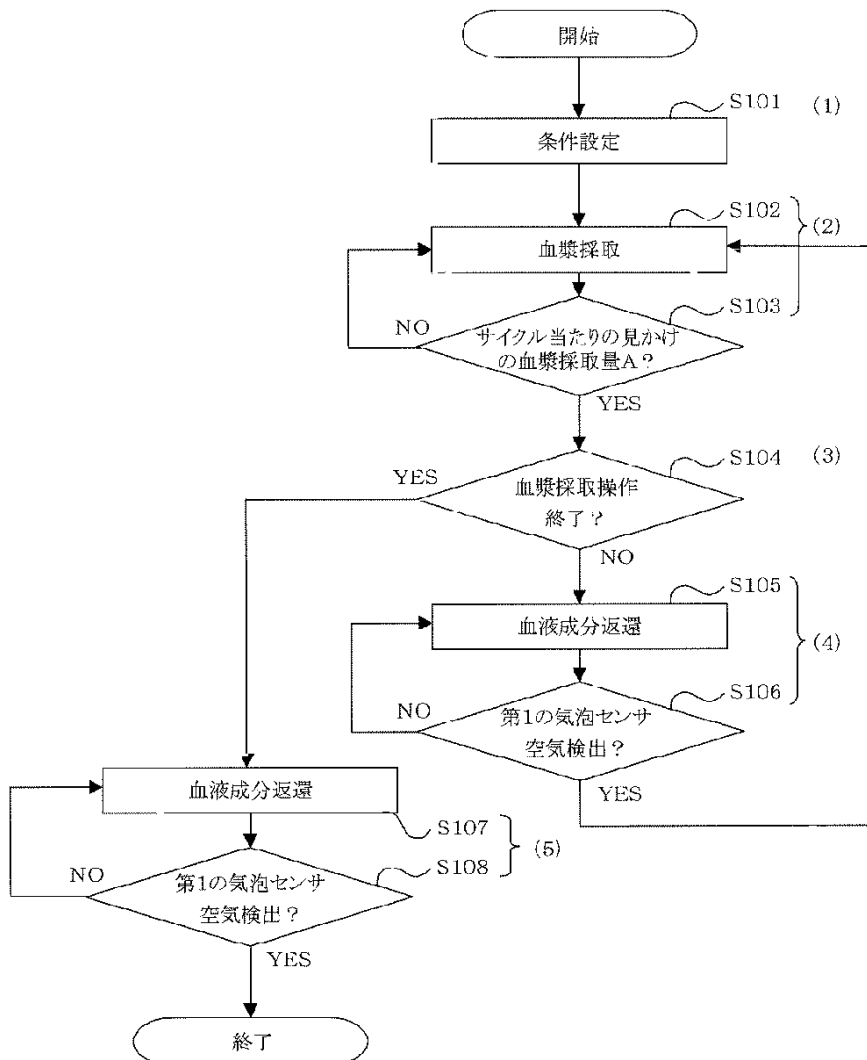 開始
S101
(1)
条件設定
S102
(2)
血漿採取
S103
NO
サイクル当たりの見かけ
の血漿採取量A？
YES
S104
(3)
YES
血漿採取操作
終了？
NO
S105
血液成分返還
(4)
S106
NO
第1の気泡センサ
空気検出？
YES
血液成分返還
S107
(5)
S108
NO
第1の気泡センサ
空気検出？
YES
終了